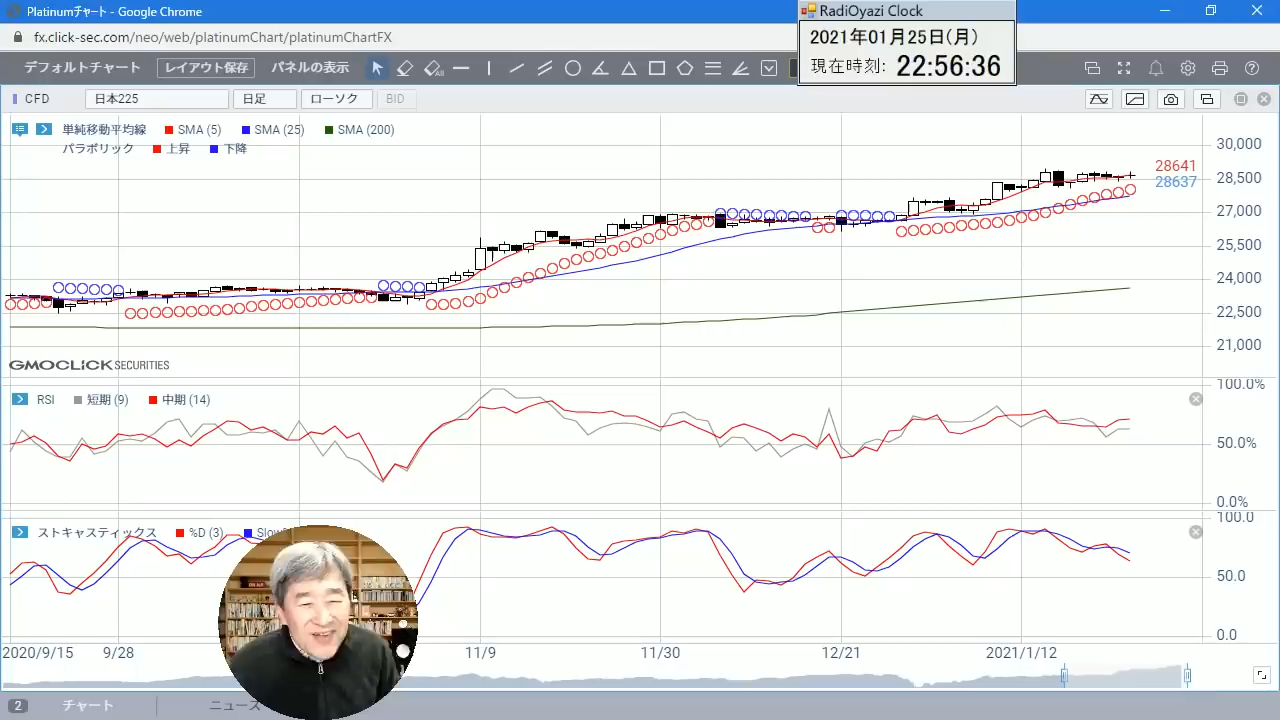 Platinumチャート - Google Chrome
RadiOyazi Clock
2021年01月25日(月)
現在時刻: 22:56:36
fx.click-sec.com/neo/web/platinumChart/platinumChartFX
デフォルトチャート
レイアウト保存
パネルの表示
All
CFD
日本225
日足
ローソク
BID
単純移動平均線 SMA (5) SMA (25) SMA (200)
パラボリック 上昇 下降
30,000
28641
28,500
28637
27,000
25,500
24,000
22,500
21,000
GMOCLICK SECURITIES
RSI 短期 (9) 中期 (14)
100.0%
50.0%
0.0%
ストキャスティックス %D (3) Slow
100.0
50.0
0.0
2020/9/15 9/28 11/9 11/30 12/21 2021/1/12
2 チャート ニュース